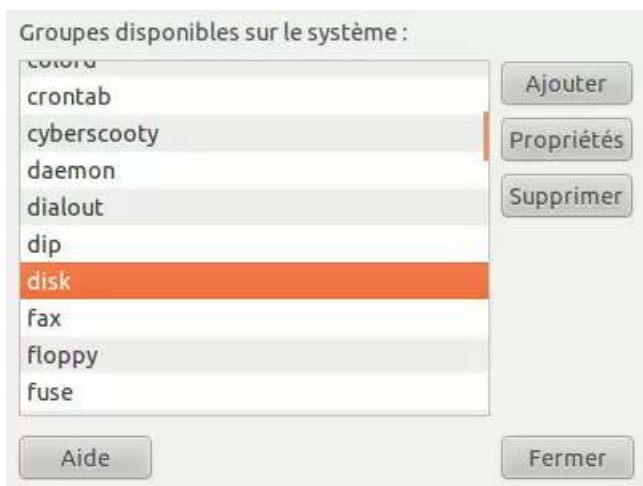 Groupes disponibles sur le système :
colord
crontab
cyberscooty
daemon
dialout
dip
disk
fax
floppy
fuse
Ajouter
Propriétés
Supprimer
Aide
Fermer